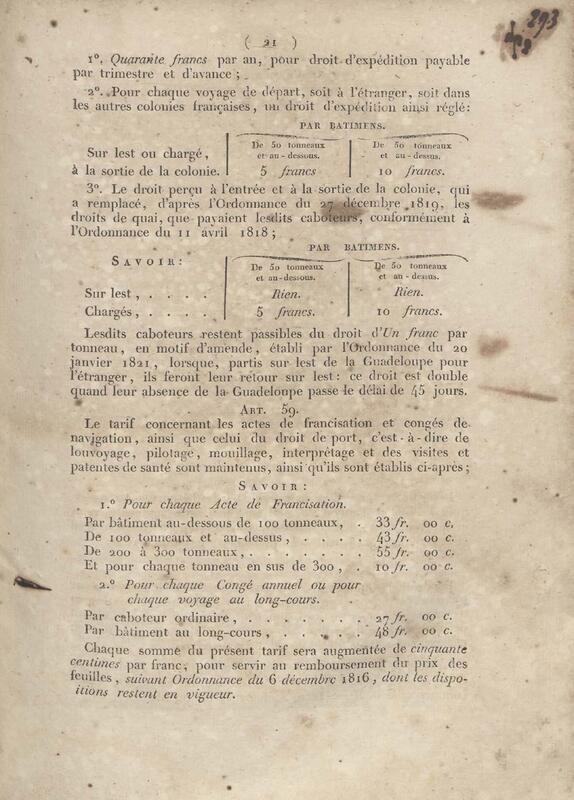 ( 21 )
293
1°. Quarante francs par an, pour droit d'expédition payable
par trimestre et d'avance ;
2°. Pour chaque voyage de départ, soit à l'étranger, soit dans
les autres colonies françaises, un droit d'expédition ainsi réglé:
PAR BATIMENS.
De 50 tonneaux et au-dessous. De 50 tonneaux et au-dessus.
Sur lest ou chargé,
à la sortie de la colonie. 5 francs 10 francs.
3°. Le droit perçu à l'entrée et à la sortie de la colonie, qui
a remplacé, d'après l'Ordonnance du 27 décembre 1819, les
droits de quai, que payaient lesdits caboteurs, conformément à
l'Ordonnance du 11 avril 1818 ;
PAR BATIMENS.
SAVOIR:
De 50 tonneaux et au-dessous. De 50 tonneaux et au-dessus.
Sur lest, . . . . Rien. Rien.
Chargés, . . . . 5 francs. 10 francs.
Lesdits caboteurs restent passibles du droit d'Un franc par
tonneau, en motif d'amende, établi par l'Ordonnance du 20
janvier 1821, lorsque, partis sur lest de la Guadeloupe pour
l'étranger, ils feront leur retour sur lest : ce droit est double
quand leur absence de la Guadeloupe passe le délai de 45 jours.
ART. 59.
Le tarif concernant les actes de francisation et congés de
navigation, ainsi que celui du droit de port, c'est-à-dire de
louvoyage, pilotage, mouillage, interprétage et des visites et
patentes de santé sont maintenus, ainsi qu'ils sont établis ci-après ;
SAVOIR :
1.° Pour chaque Acte de Francisation.
Par bâtiment au-dessous de 100 tonneaux, . 33 fr. 00 c.
De 100 tonneaux et au-dessus, . . . . 43 fr. 00 c.
De 200 à 300 tonneaux, . . . . . . . 55 fr. 00 c.
Et pour chaque tonneau en sus de 300, . 10 fr. 00 c.
2.° Pour chaque Congé annuel ou pour
chaque voyage au long-cours.
Par caboteur ordinaire, . . . . . . . 27 fr. 00 c.
Par bâtiment au long-cours, . . . . . 48 fr. 00 c.
Chaque somme du présent tarif sera augmentée de cinquante
centimes par franc, pour servir au remboursement du prix des
feuilles, suivant Ordonnance du 6 décembre 1816, dont les dispo-
itions restent en vigueur.